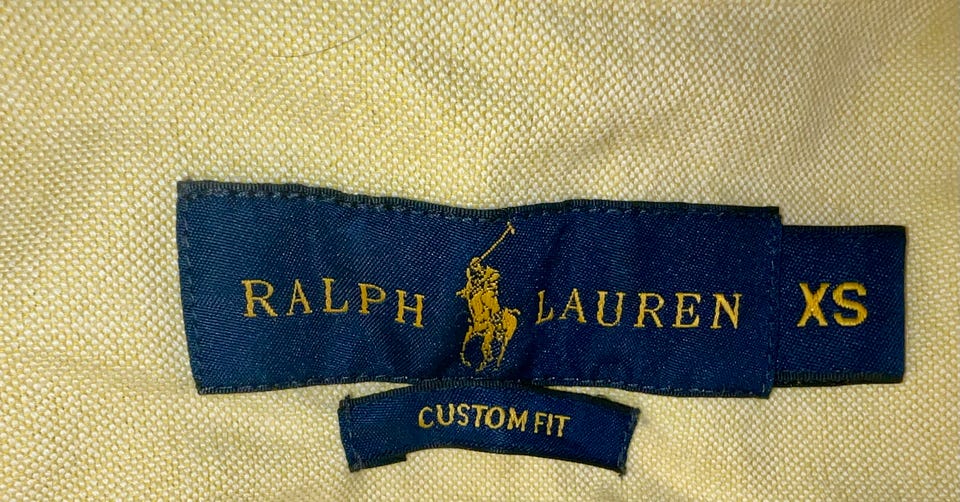 RALPH LAUREN XS
CUSTOM FIT